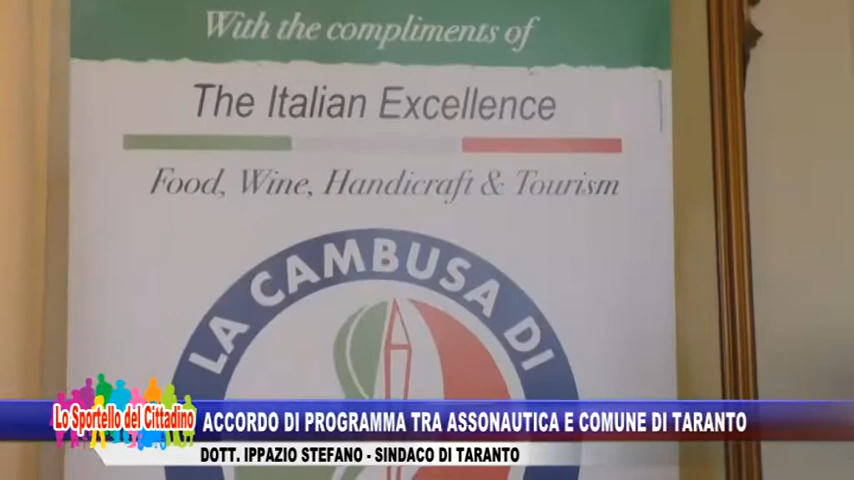 With the compliments of
The Italian Excellence
Food, Wine, Handicraft & Tourism
LA CAMBUSA DI
Lo Sportello del Cittadino
ACCORDO DI PROGRAMMA TRA ASSONAUTICA E COMUNE DI TARANTO
DOTT. IPPAZIO STEFANO - SINDACO DI TARANTO